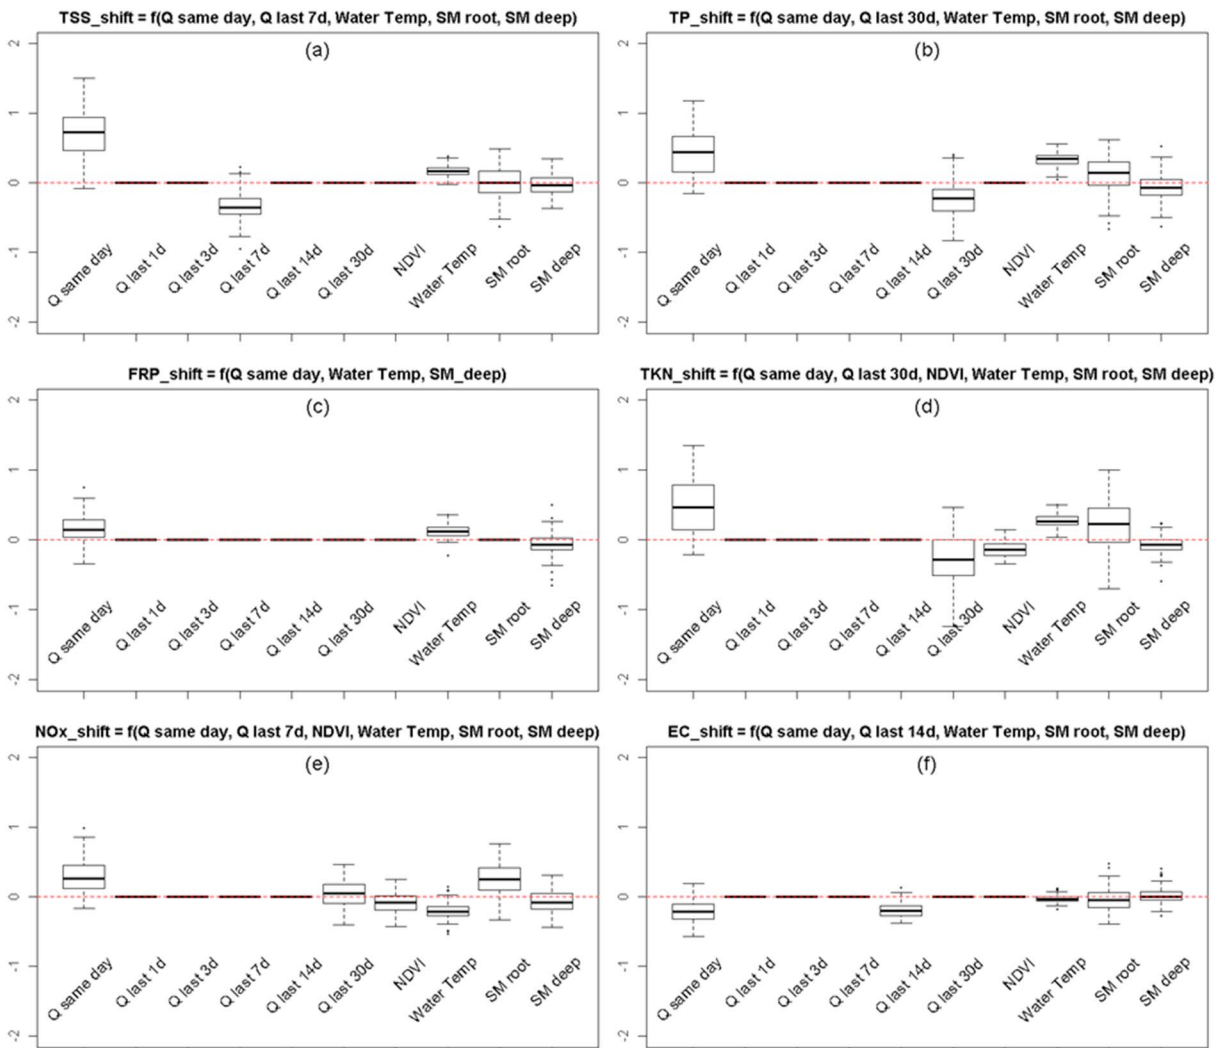 TSS_shift = f(Q same day, Q last 7d, Water Temp, SM root, SM deep)
(a)
2
1
0
-1
-2
Q same day
Q last 1d
Q last 3d
Q last 7d
Q last 14d
Q last 30d
NDVI
Water Temp
SM root
SM deep
TP_shift = f(Q same day, Q last 30d, Water Temp, SM root, SM deep)
(b)
2
1
0
-1
-2
Q same day
Q last 1d
Q last 3d
Q last 7d
Q last 14d
Q last 30d
NDVI
Water Temp
SM root
SM deep
FRP_shift = f(Q same day, Water Temp, SM_deep)
(c)
2
1
0
-1
-2
Q same day
Q last 1d
Q last 3d
Q last 7d
Q last 14d
Q last 30d
NDVI
Water Temp
SM root
SM deep
TKN_shift = f(Q same day, Q last 30d, NDVI, Water Temp, SM root, SM deep)
(d)
2
1
0
-1
-2
Q same day
Q last 1d
Q last 3d
Q last 7d
Q last 14d
Q last 30d
NDVI
Water Temp
SM root
SM deep
NOx_shift = f(Q same day, Q last 7d, NDVI, Water Temp, SM root, SM deep)
(e)
2
1
0
-1
-2
Q same day
Q last 1d
Q last 3d
Q last 7d
Q last 14d
Q last 30d
NDVI
Water Temp
SM root
SM deep
EC_shift = f(Q same day, Q last 14d, Water Temp, SM root, SM deep)
(f)
2
1
0
-1
-2
Q same day
Q last 1d
Q last 3d
Q last 7d
Q last 14d
Q last 30d
NDVI
Water Temp
SM root
SM deep